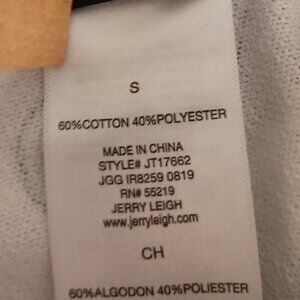 S
60%COTTON 40%POLYESTER
MADE IN CHINA
STYLE# JT17662
JGG IR8259 0819
RN# 55219
JERRY LEIGH
www.jerryleigh.com
CH
60%ALGODON 40%POLIESTER